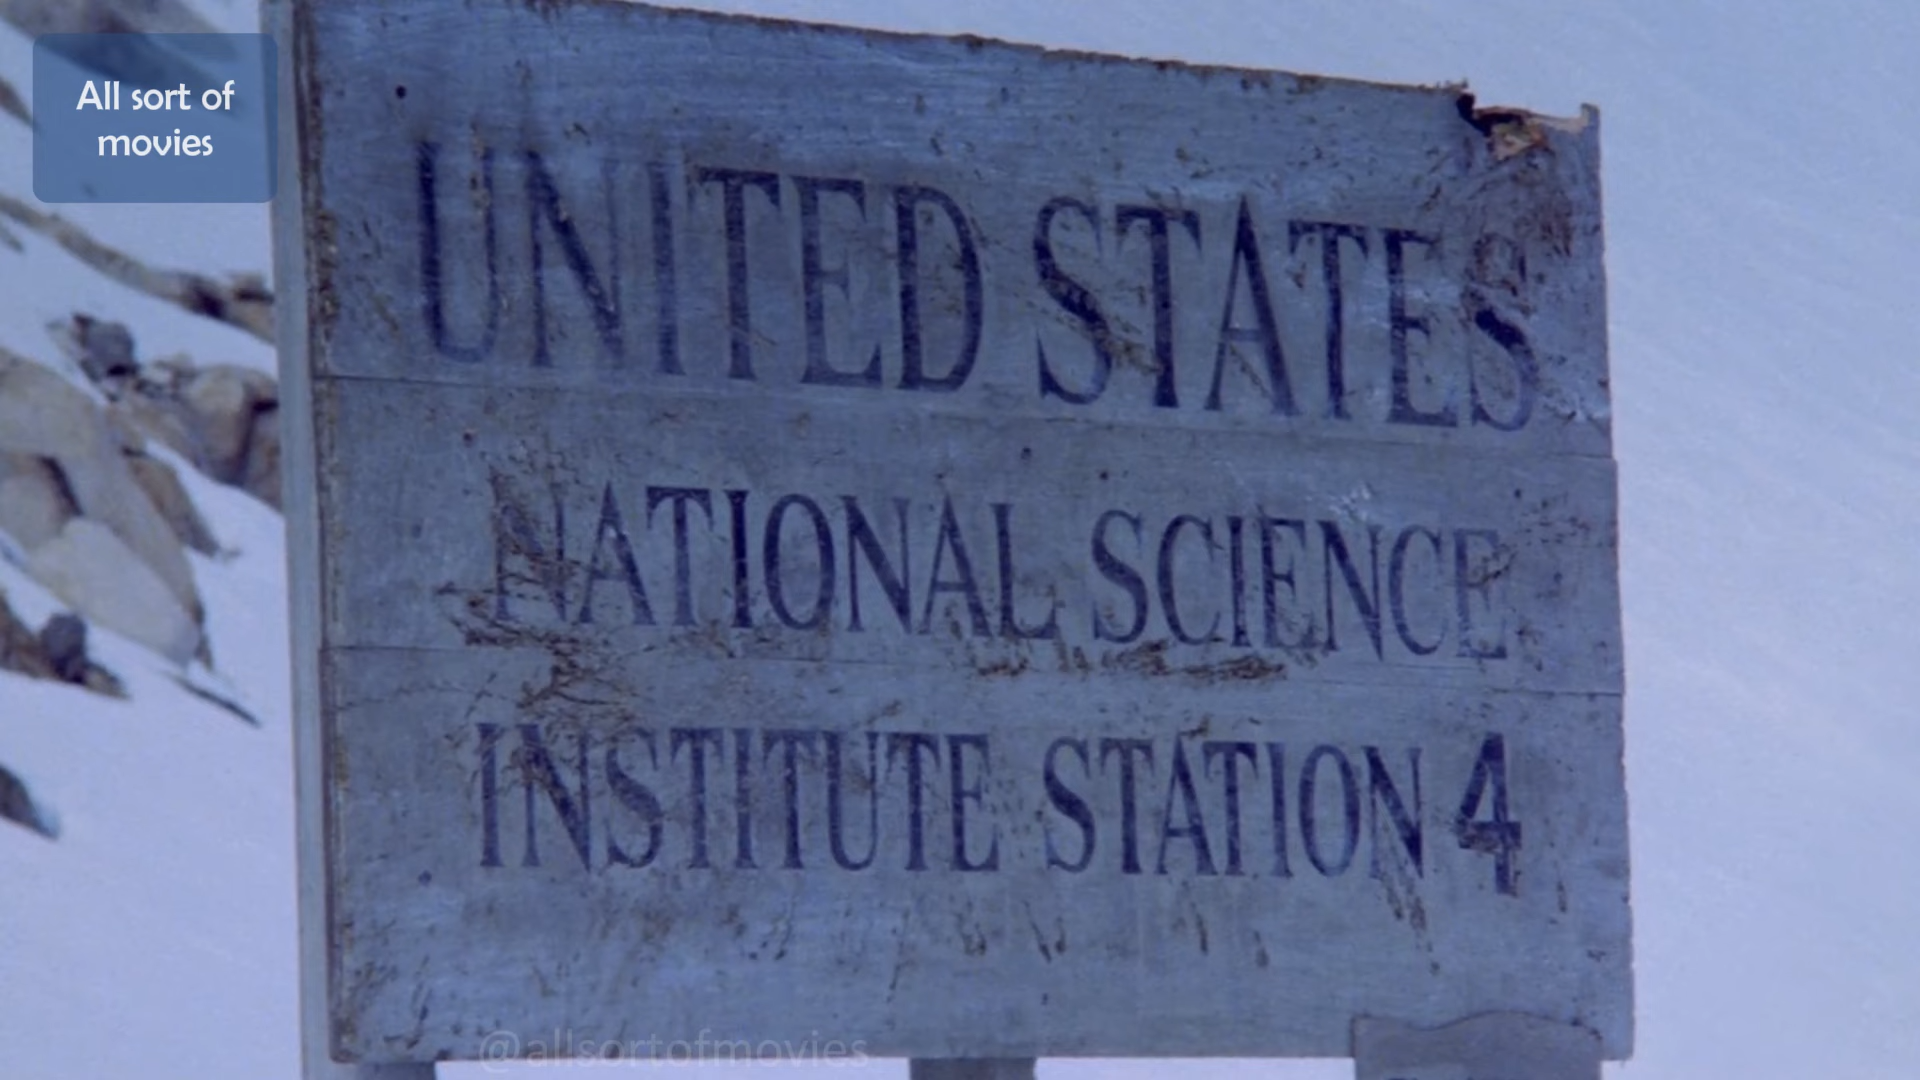 All sort of
movies
UNITED STATES
NATIONAL SCIENCE
INSTITUTE STATION 4
@allsortofmovies